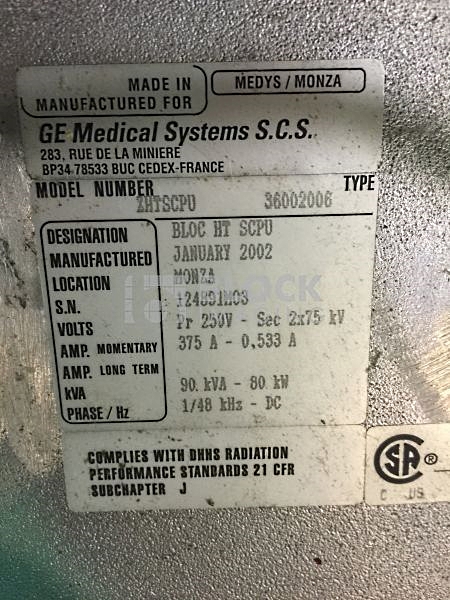 MADE IN
MANUFACTURED FOR
MEDYS / MONZA
GE Medical Systems S.C.S.
283, RUE DE LA MINIERE
BP34 78533 BUC CEDEX-FRANCE
MODEL NUMBER TYPE
2HTSCPU 36002006
DESIGNATION BLOC HT SCPU
MANUFACTURED JANUARY 2002
LOCATION MONZA
S.N.
VOLTS Pr 250V - Sec 2x75 kV
AMP. MOMENTARY 375 A - 0,533 A
AMP. LONG TERM
kVA 90. kVA - 80 kW
PHASE / Hz 1/48 kHz - DC
COMPLIES WITH DHHS RADIATION
PERFORMANCE STANDARDS 21 CFR
SUBCHAPTER J
CSA ®
C US